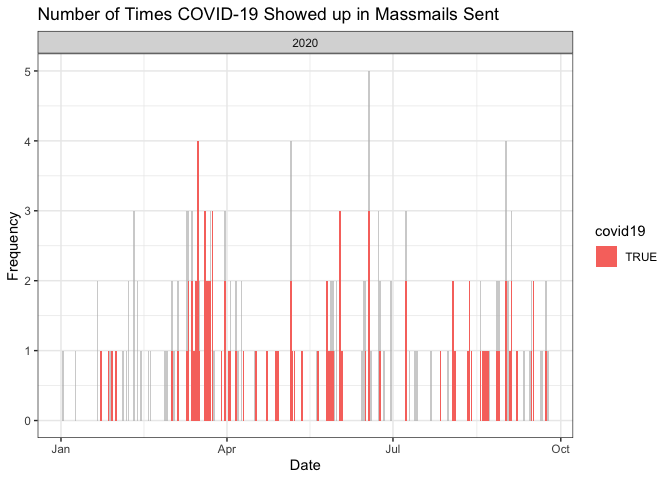 Number of Times COVID-19 Showed up in Massmails Sent
2020
5
4
3
2
1
0
Frequency
Jan
Apr
Jul
Oct
Date
covid19
TRUE